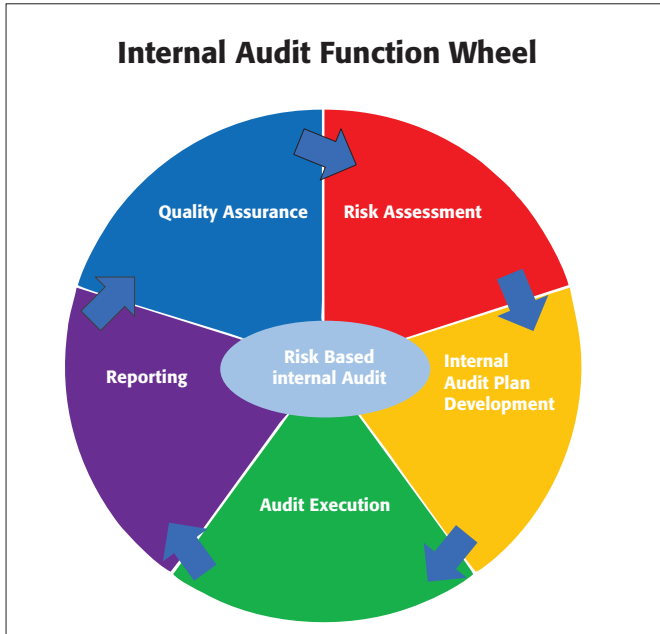 Internal Audit Function Wheel
Quality Assurance
Risk Assessment
Risk Based
internal Audit
Reporting
Internal
Audit Plan
Development
Audit Execution